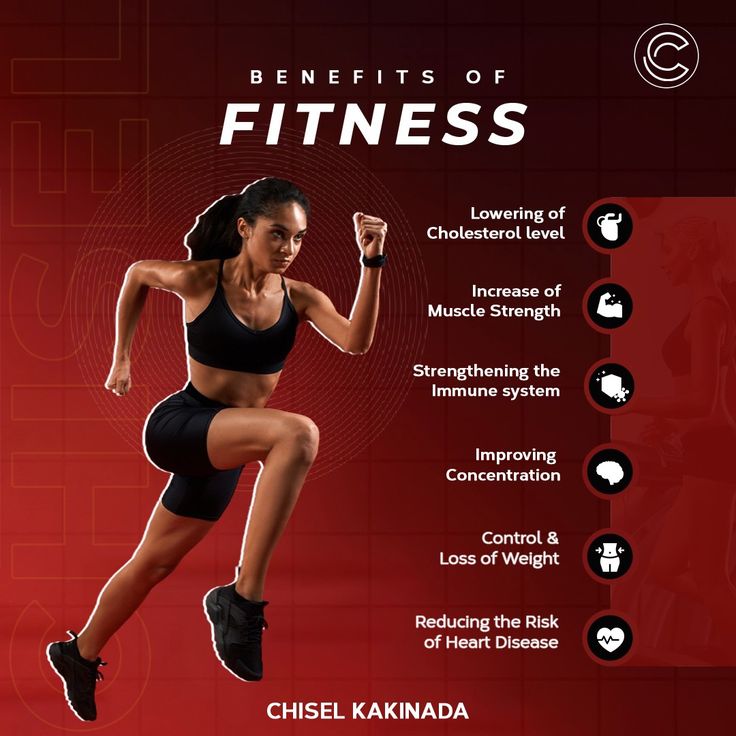 BENEFITS OF
FITNESS
Lowering of
Cholesterol level
Increase of
Muscle Strength
Strengthening the
Immune system
Improving
Concentration
Control &
Loss of Weight
Reducing the Risk
of Heart Disease
CHISEL KAKINADA
CHISEL